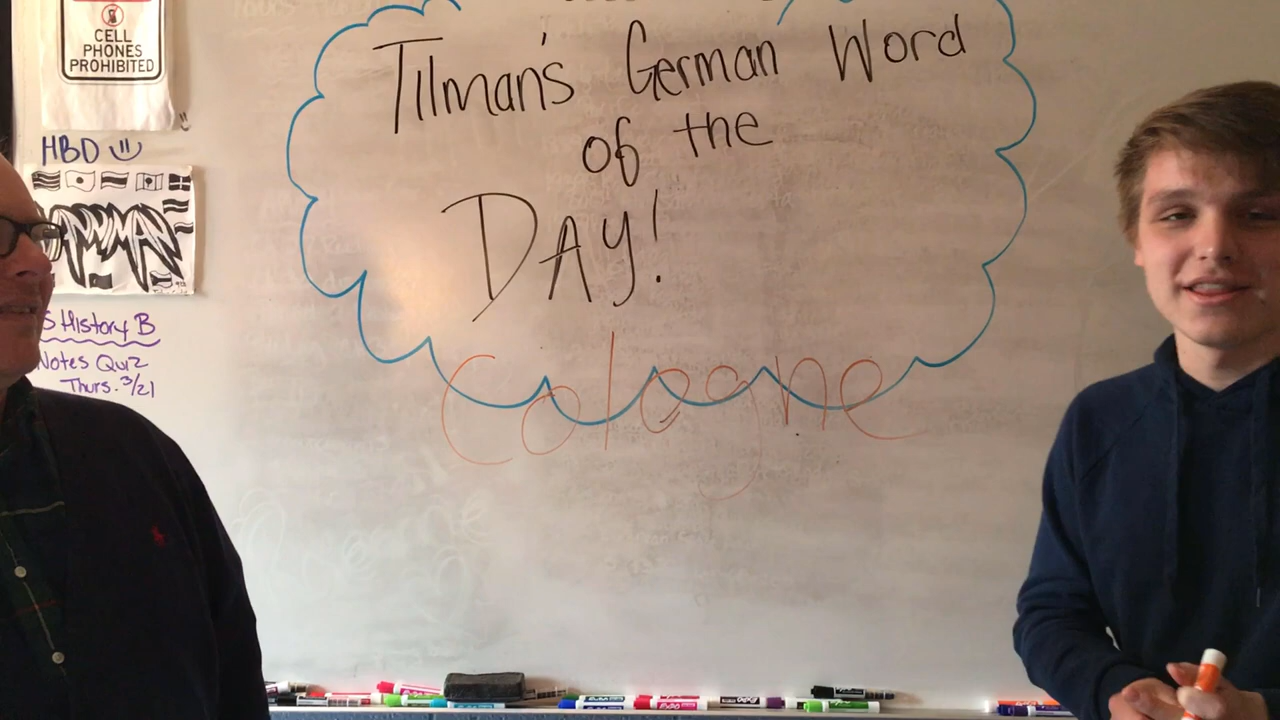 CELL
PHONES
PROHIBITED
HBD
S History B
Notes Quiz
Thurs. 3/21
Tilman's German Word
of the
DAY!
Cologne